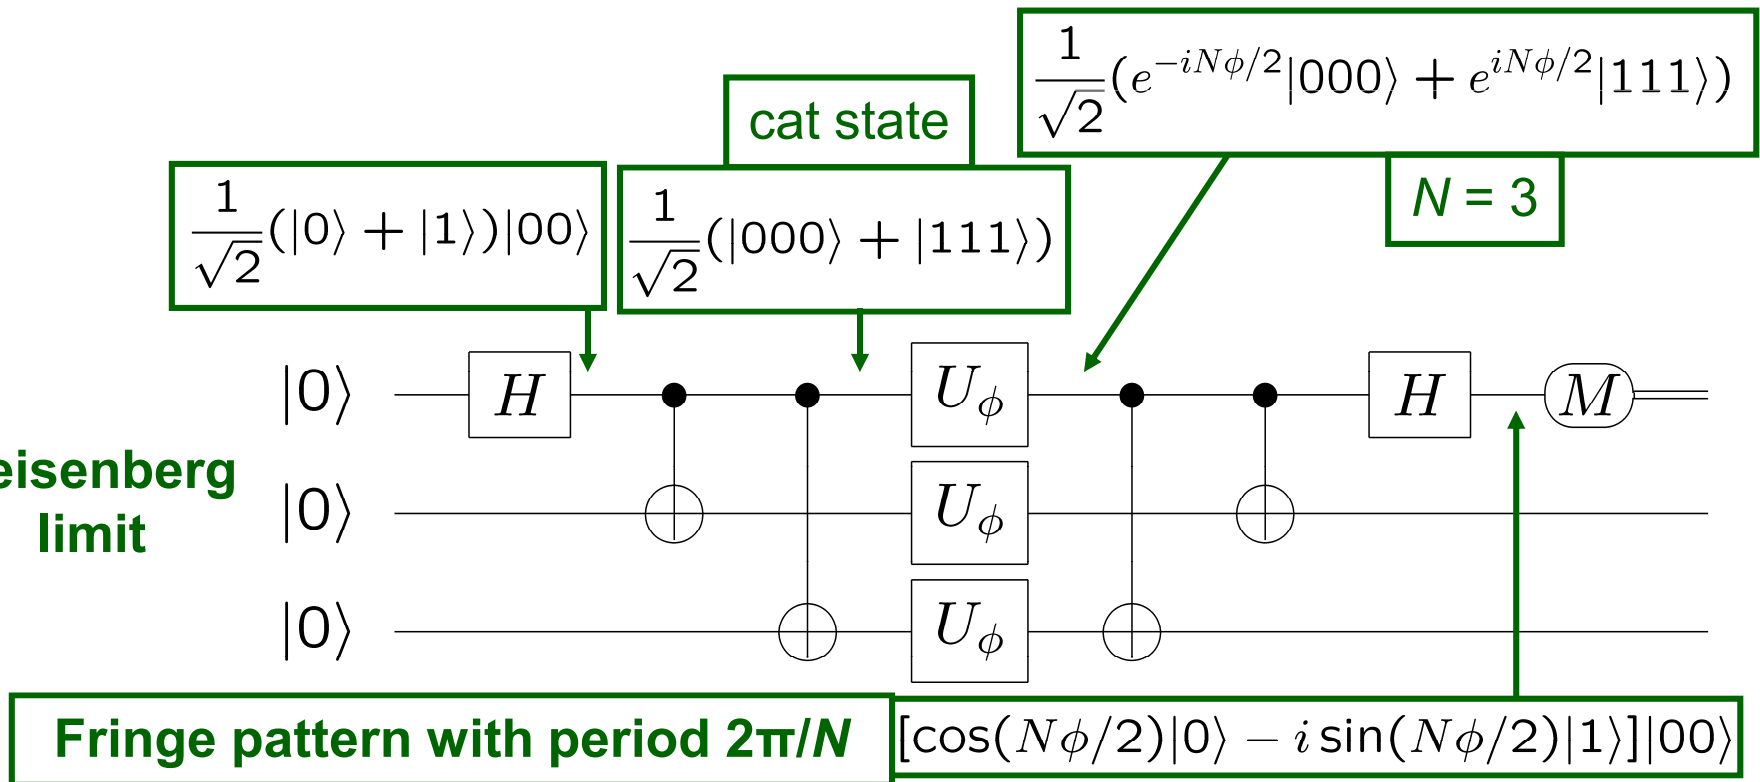 1/√2 (e^{-iNϕ/2}|000⟩ + e^{iNϕ/2}|111⟩)
cat state
N = 3
1/√2 (|0⟩ + |1⟩)|00⟩
1/√2 (|000⟩ + |111⟩)
|0⟩ H U_ϕ H M
eisenberg
limit
|0⟩ U_ϕ
|0⟩ U_ϕ
Fringe pattern with period 2π/N
[cos(Nϕ/2)|0⟩ − i sin(Nϕ/2)|1⟩]|00⟩